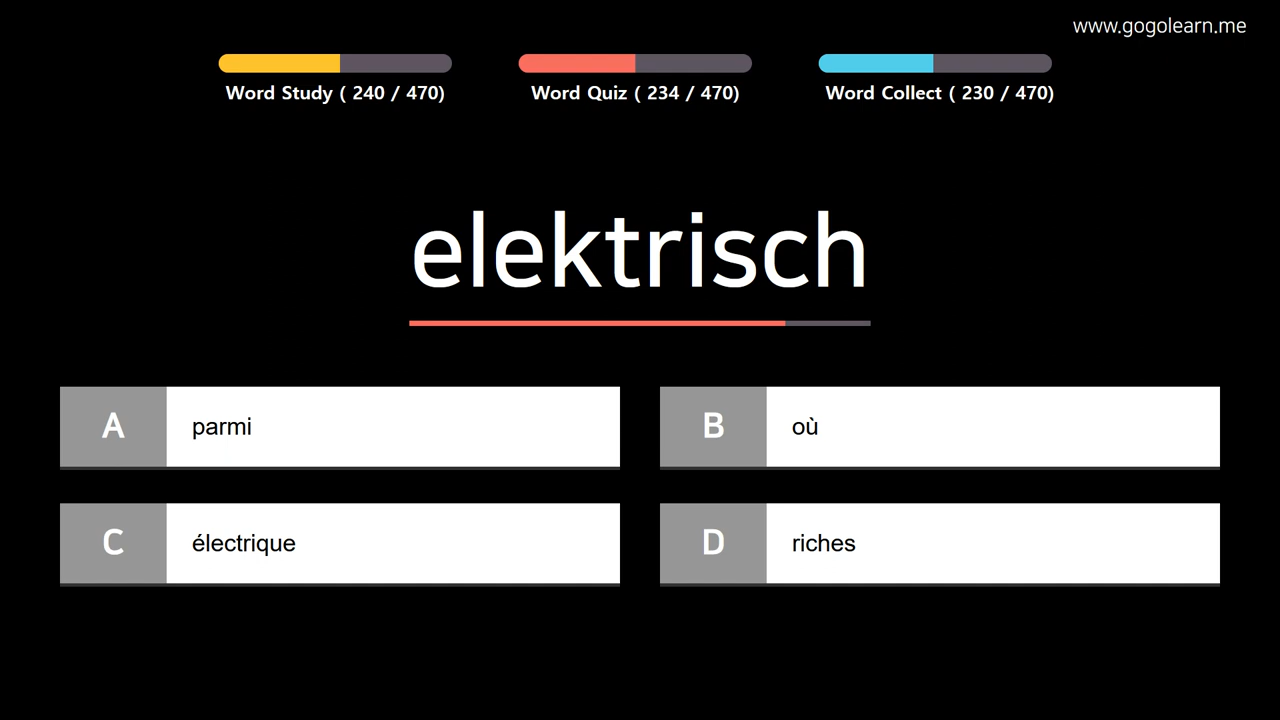 www.gogolearn.me
Word Study ( 240 / 470)
Word Quiz ( 234 / 470)
Word Collect ( 230 / 470)
elektrisch
A
parmi
B
où
C
électrique
D
riches